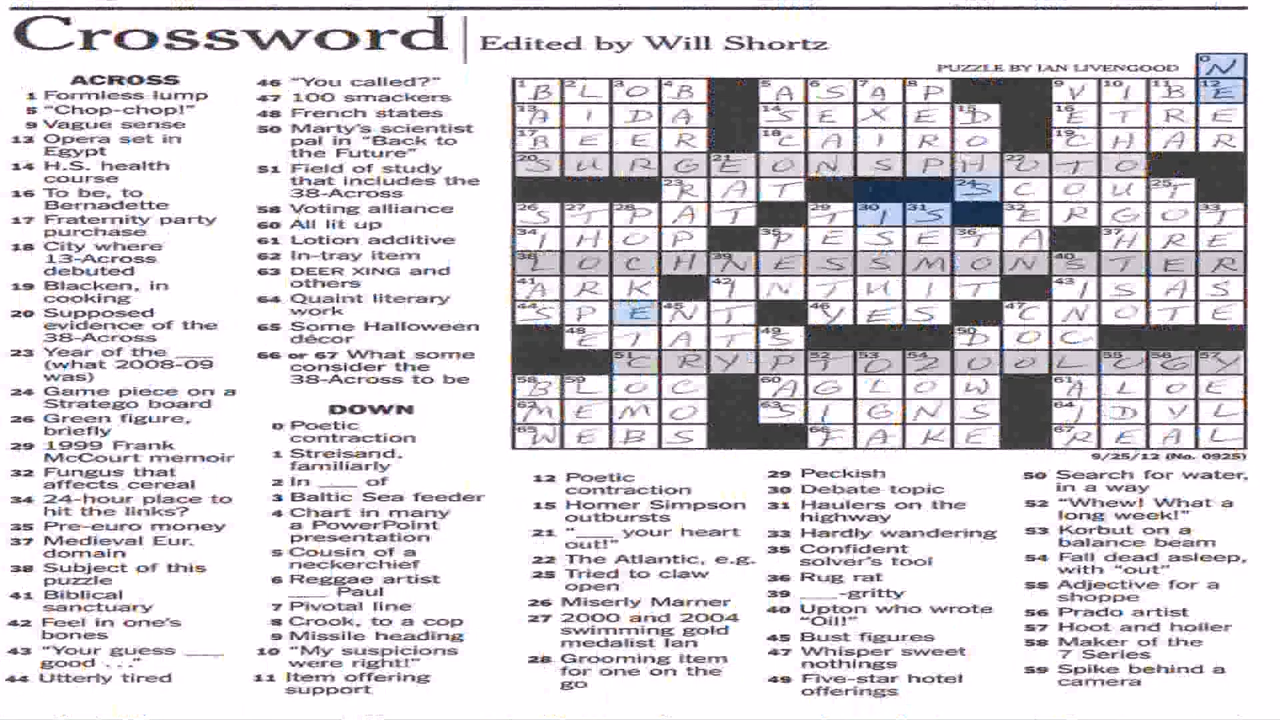 Crossword
Edited by Will Shortz
PUZZLE BY JAN LIVENGOOD
ACROSS
1 Formless lump
5 "Chop-chop!"
9 Vague sense
13 Opera set in
Egypt
14 H.S. health
course
16 To be, to
Bernadette
17 Fraternity party
purchase
18 City where
13-Across
debuted
19 Blacken, in
cooking
20 Supposed
evidence of the
38-Across
23 Year of the ___
(what 2008-09
was)
24 Game piece on a
Stratego board
26 Green figure,
briefly
29 1999 Frank
McCourt memoir
32 Fungus that
affects cereal
34 24-hour place to
hit the links?
35 Pre-euro money
37 Medieval Eur.
domain
38 Subject of this
puzzle
41 Biblical
sanctuary
42 Feel in one's
bones
43 "Your guess ___
good ..."
44 Utterly tired
46 "You called?"
47 100 smackers
48 French states
50 Marty's scientist
pal in "Back to
the Future"
51 Field of study
that includes the
38-Across
58 Voting alliance
60 All lit up
61 Lotion additive
62 In-tray item
63 DEER XING and
others
64 Quaint literary
work
65 Some Halloween
décor
66 or 67 What some
consider the
38-Across to be
DOWN
0 Poetic
contraction
1 Streisand,
familiarly
2 In ___ of
3 Baltic Sea feeder
4 Chart in many
a PowerPoint
presentation
5 Cousin of a
neckerchief
6 Reggae artist
___ Paul
7 Pivotal line
8 Crook, to a cop
9 Missile heading
10 "My suspicions
were right!"
11 Item offering
support
N
B L O B A S A P V I B E
A I D A S E X E D E T R E
B E E R C A I R O C H A R
S U R G E O N S P H O T O
R A T S C O U T
S T P A T T I S E R G O T
I H O P P E S E T A H R E
L O C H N E S S M O N S T E R
A R K I N T U I T I S A S
S P E N T Y E S C N O T E
E T A T S D O C
C R Y P T O Z O O L O G Y
B L O C A G L O W A L O E
M E M O S I G N S I D Y L
W E B S F A K E R E A L
9/25/12 (No. 0925)
12 Poetic
contraction
15 Homer Simpson
outbursts
21 "___ your heart
out!"
22 The Atlantic, e.g.
25 Tried to claw
open
26 Miserly Marner
27 2000 and 2004
swimming gold
medalist Ian
28 Grooming item
for one on the
go
29 Peckish
30 Debate topic
31 Haulers on the
highway
33 Hardly wandering
35 Confident
solver's tool
36 Rug rat
39 ___-gritty
40 Upton who wrote
"Oil!"
45 Bust figures
47 Whisper sweet
nothings
49 Five-star hotel
offerings
50 Search for water,
in a way
52 "Whew! What a
long week!"
53 Korbut on a
balance beam
54 Fall dead asleep,
with "out"
55 Adjective for a
shoppe
56 Prado artist
57 Hoot and holler
58 Maker of the
7 Series
59 Spike behind a
camera